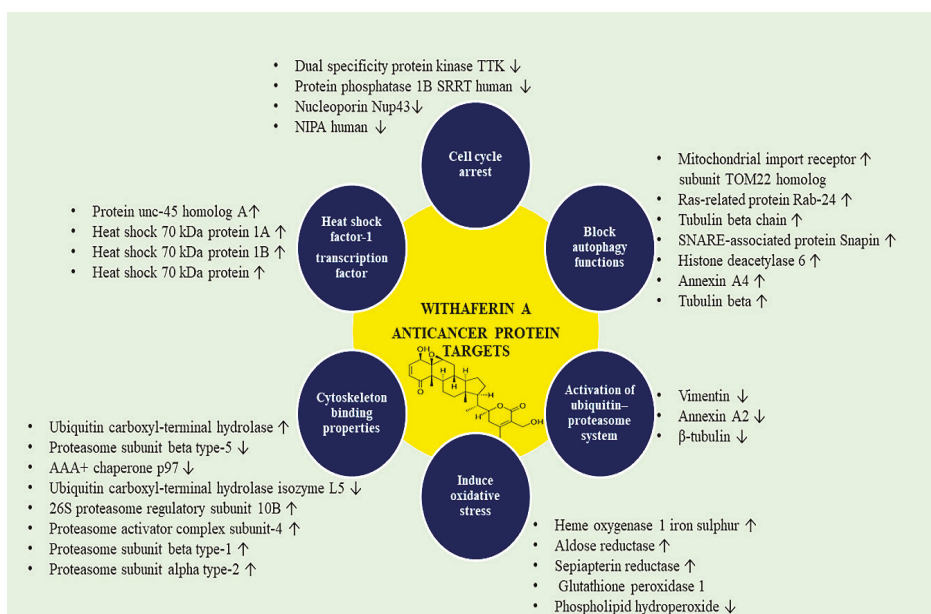 • Dual specificity protein kinase TTK ↓
• Protein phosphatase 1B SRRT human ↓
• Nucleoporin Nup43↓
• NIPA human ↓
Cell cycle
arrest
• Mitochondrial import receptor ↑
subunit TOM22 homolog
• Ras-related protein Rab-24 ↑
• Tubulin beta chain ↑
• SNARE-associated protein Snapin ↑
• Histone deacetylase 6 ↑
• Annexin A4 ↑
• Tubulin beta ↑
Block
autophagy
functions
• Protein unc-45 homolog A↑
• Heat shock 70 kDa protein 1A ↑
• Heat shock 70 kDa protein 1B ↑
• Heat shock 70 kDa protein ↑
Heat shock
factor-1
transcription
factor
WITHAFERIN A
ANTICANCER PROTEIN
TARGETS
OH
O
H
H
H
H
O
O
O
OH
Cytoskeleton
binding
properties
Activation of
ubiquitin–
proteasome
system
• Vimentin ↓
• Annexin A2 ↓
• β-tubulin ↓
• Ubiquitin carboxyl-terminal hydrolase ↑
• Proteasome subunit beta type-5 ↓
• AAA+ chaperone p97 ↓
• Ubiquitin carboxyl-terminal hydrolase isozyme L5 ↓
• 26S proteasome regulatory subunit 10B ↑
• Proteasome activator complex subunit-4 ↑
• Proteasome subunit beta type-1 ↑
• Proteasome subunit alpha type-2 ↑
Induce
oxidative
stress
• Heme oxygenase 1 iron sulphur ↑
• Aldose reductase ↑
• Sepiapterin reductase ↑
• Glutathione peroxidase 1
• Phospholipid hydroperoxide ↓